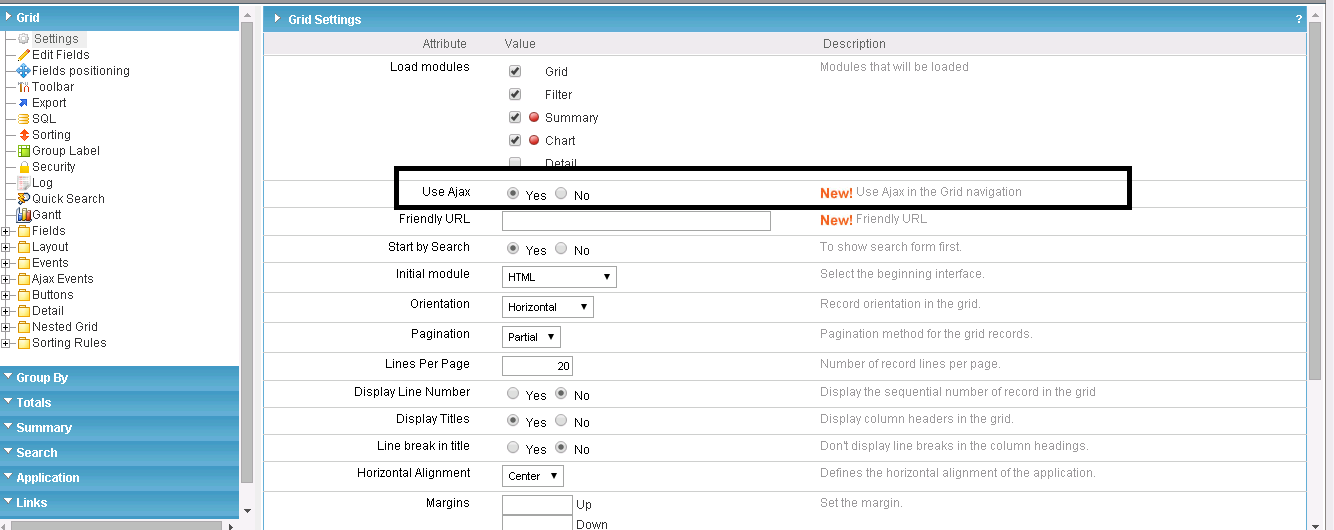 Grid
Settings
Edit Fields
Fields positioning
Toolbar
Export
SQL
Sorting
Group Label
Security
Log
Quick Search
Gantt
Fields
Layout
Events
Ajax Events
Buttons
Detail
Nested Grid
Sorting Rules
Group By
Totals
Summary
Search
Application
Links
Grid Settings ?
Attribute Value Description
Load modules Grid Modules that will be loaded
Filter
Summary
Chart
Detail
Use Ajax Yes No New! Use Ajax in the Grid navigation
Friendly URL New! Friendly URL
Start by Search Yes No To show search form first.
Initial module HTML Select the beginning interface.
Orientation Horizontal Record orientation in the grid.
Pagination Partial Pagination method for the grid records.
Lines Per Page 20 Number of record lines per page.
Display Line Number Yes No Display the sequential number of record in the grid
Display Titles Yes No Display column headers in the grid.
Line break in title Yes No Don't display line breaks in the column headings.
Horizontal Alignment Center Defines the horizontal alignment of the application.
Margins Up Set the margin.
Down